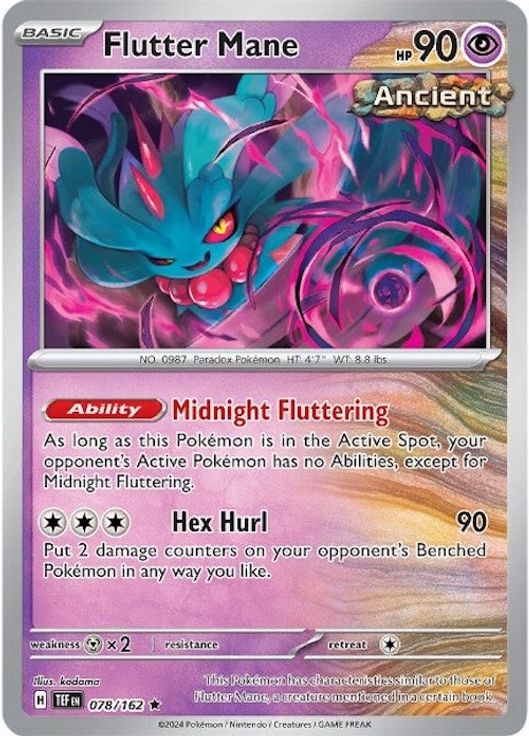 BASIC Flutter Mane HP 90
Ancient
NO. 0987 Paradox Pokémon HT: 4'7" WT: 8.8 lbs
Ability Midnight Fluttering
As long as this Pokémon is in the Active Spot, your
opponent's Active Pokémon has no Abilities, except for
Midnight Fluttering.
Hex Hurl 90
Put 2 damage counters on your opponent's Benched
Pokémon in any way you like.
weakness ×2 resistance retreat
Illus. kodama
This Pokémon has characteristics similar to those of
Flutter Mane, a creature mentioned in a certain book.
H TEF EN 078/162 ★
©2024 Pokémon / Nintendo / Creatures / GAME FREAK